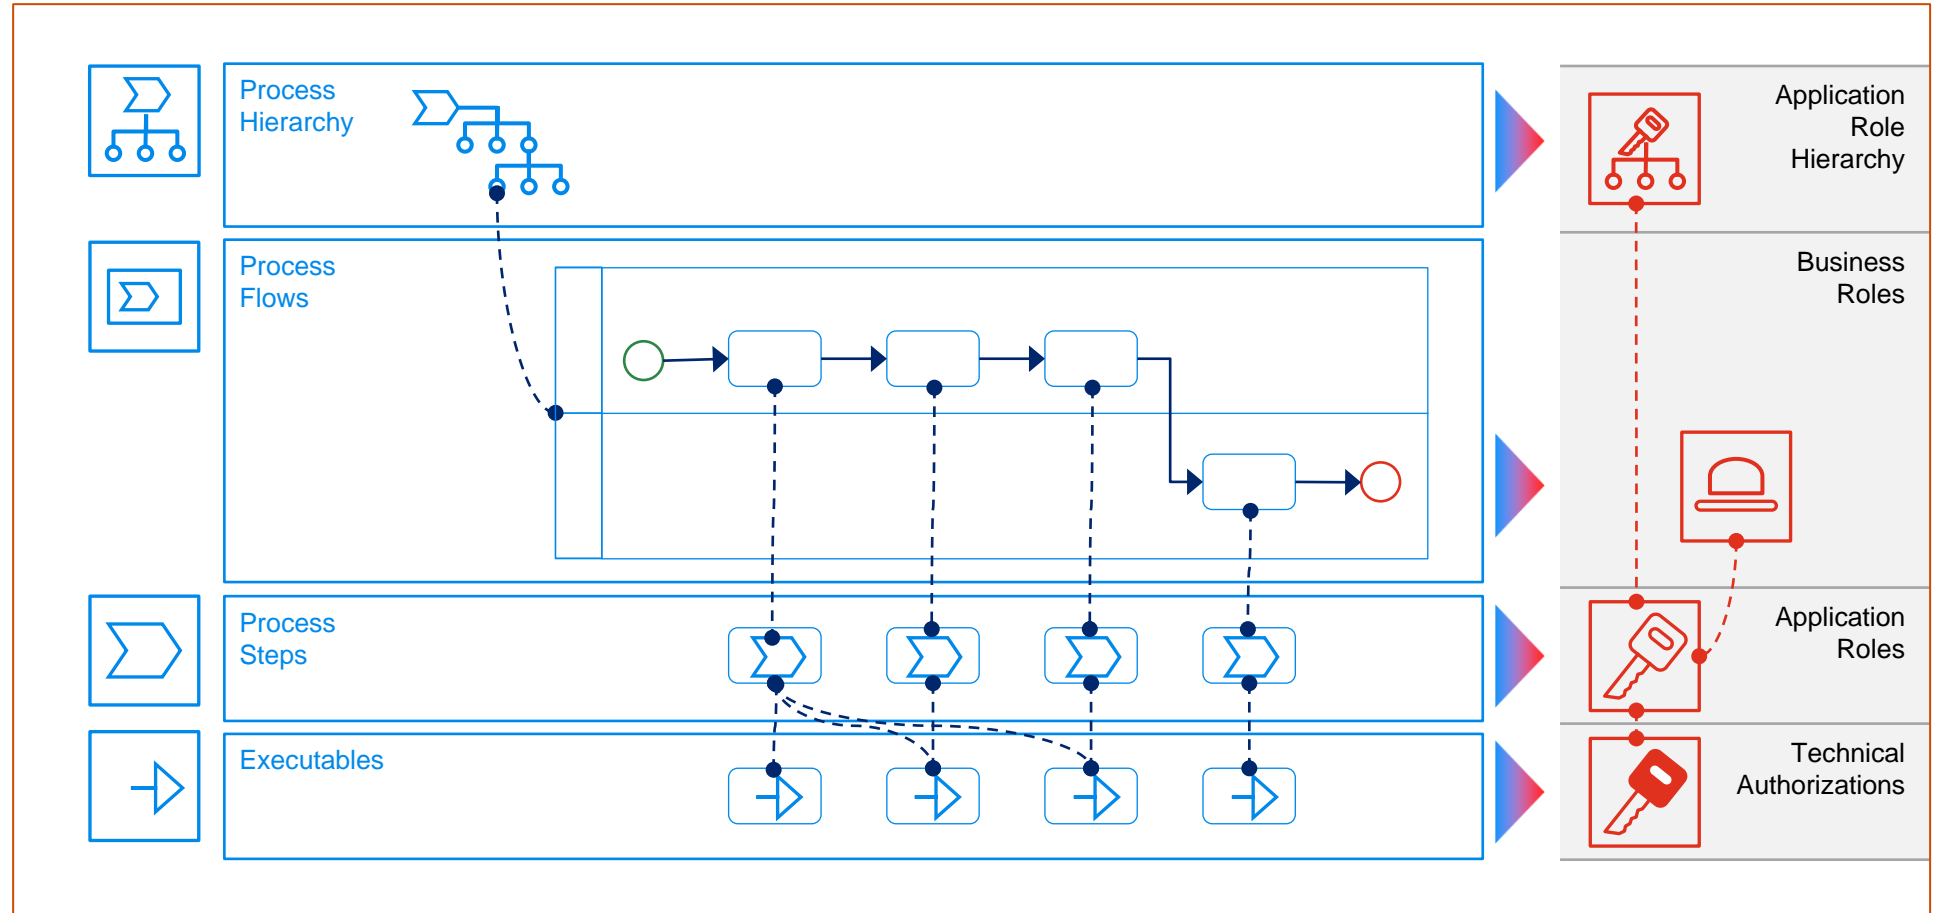 Process
Hierarchy
Application
Role
Hierarchy
Process
Flows
Business
Roles
Process
Steps
Application
Roles
Executables
Technical
Authorizations